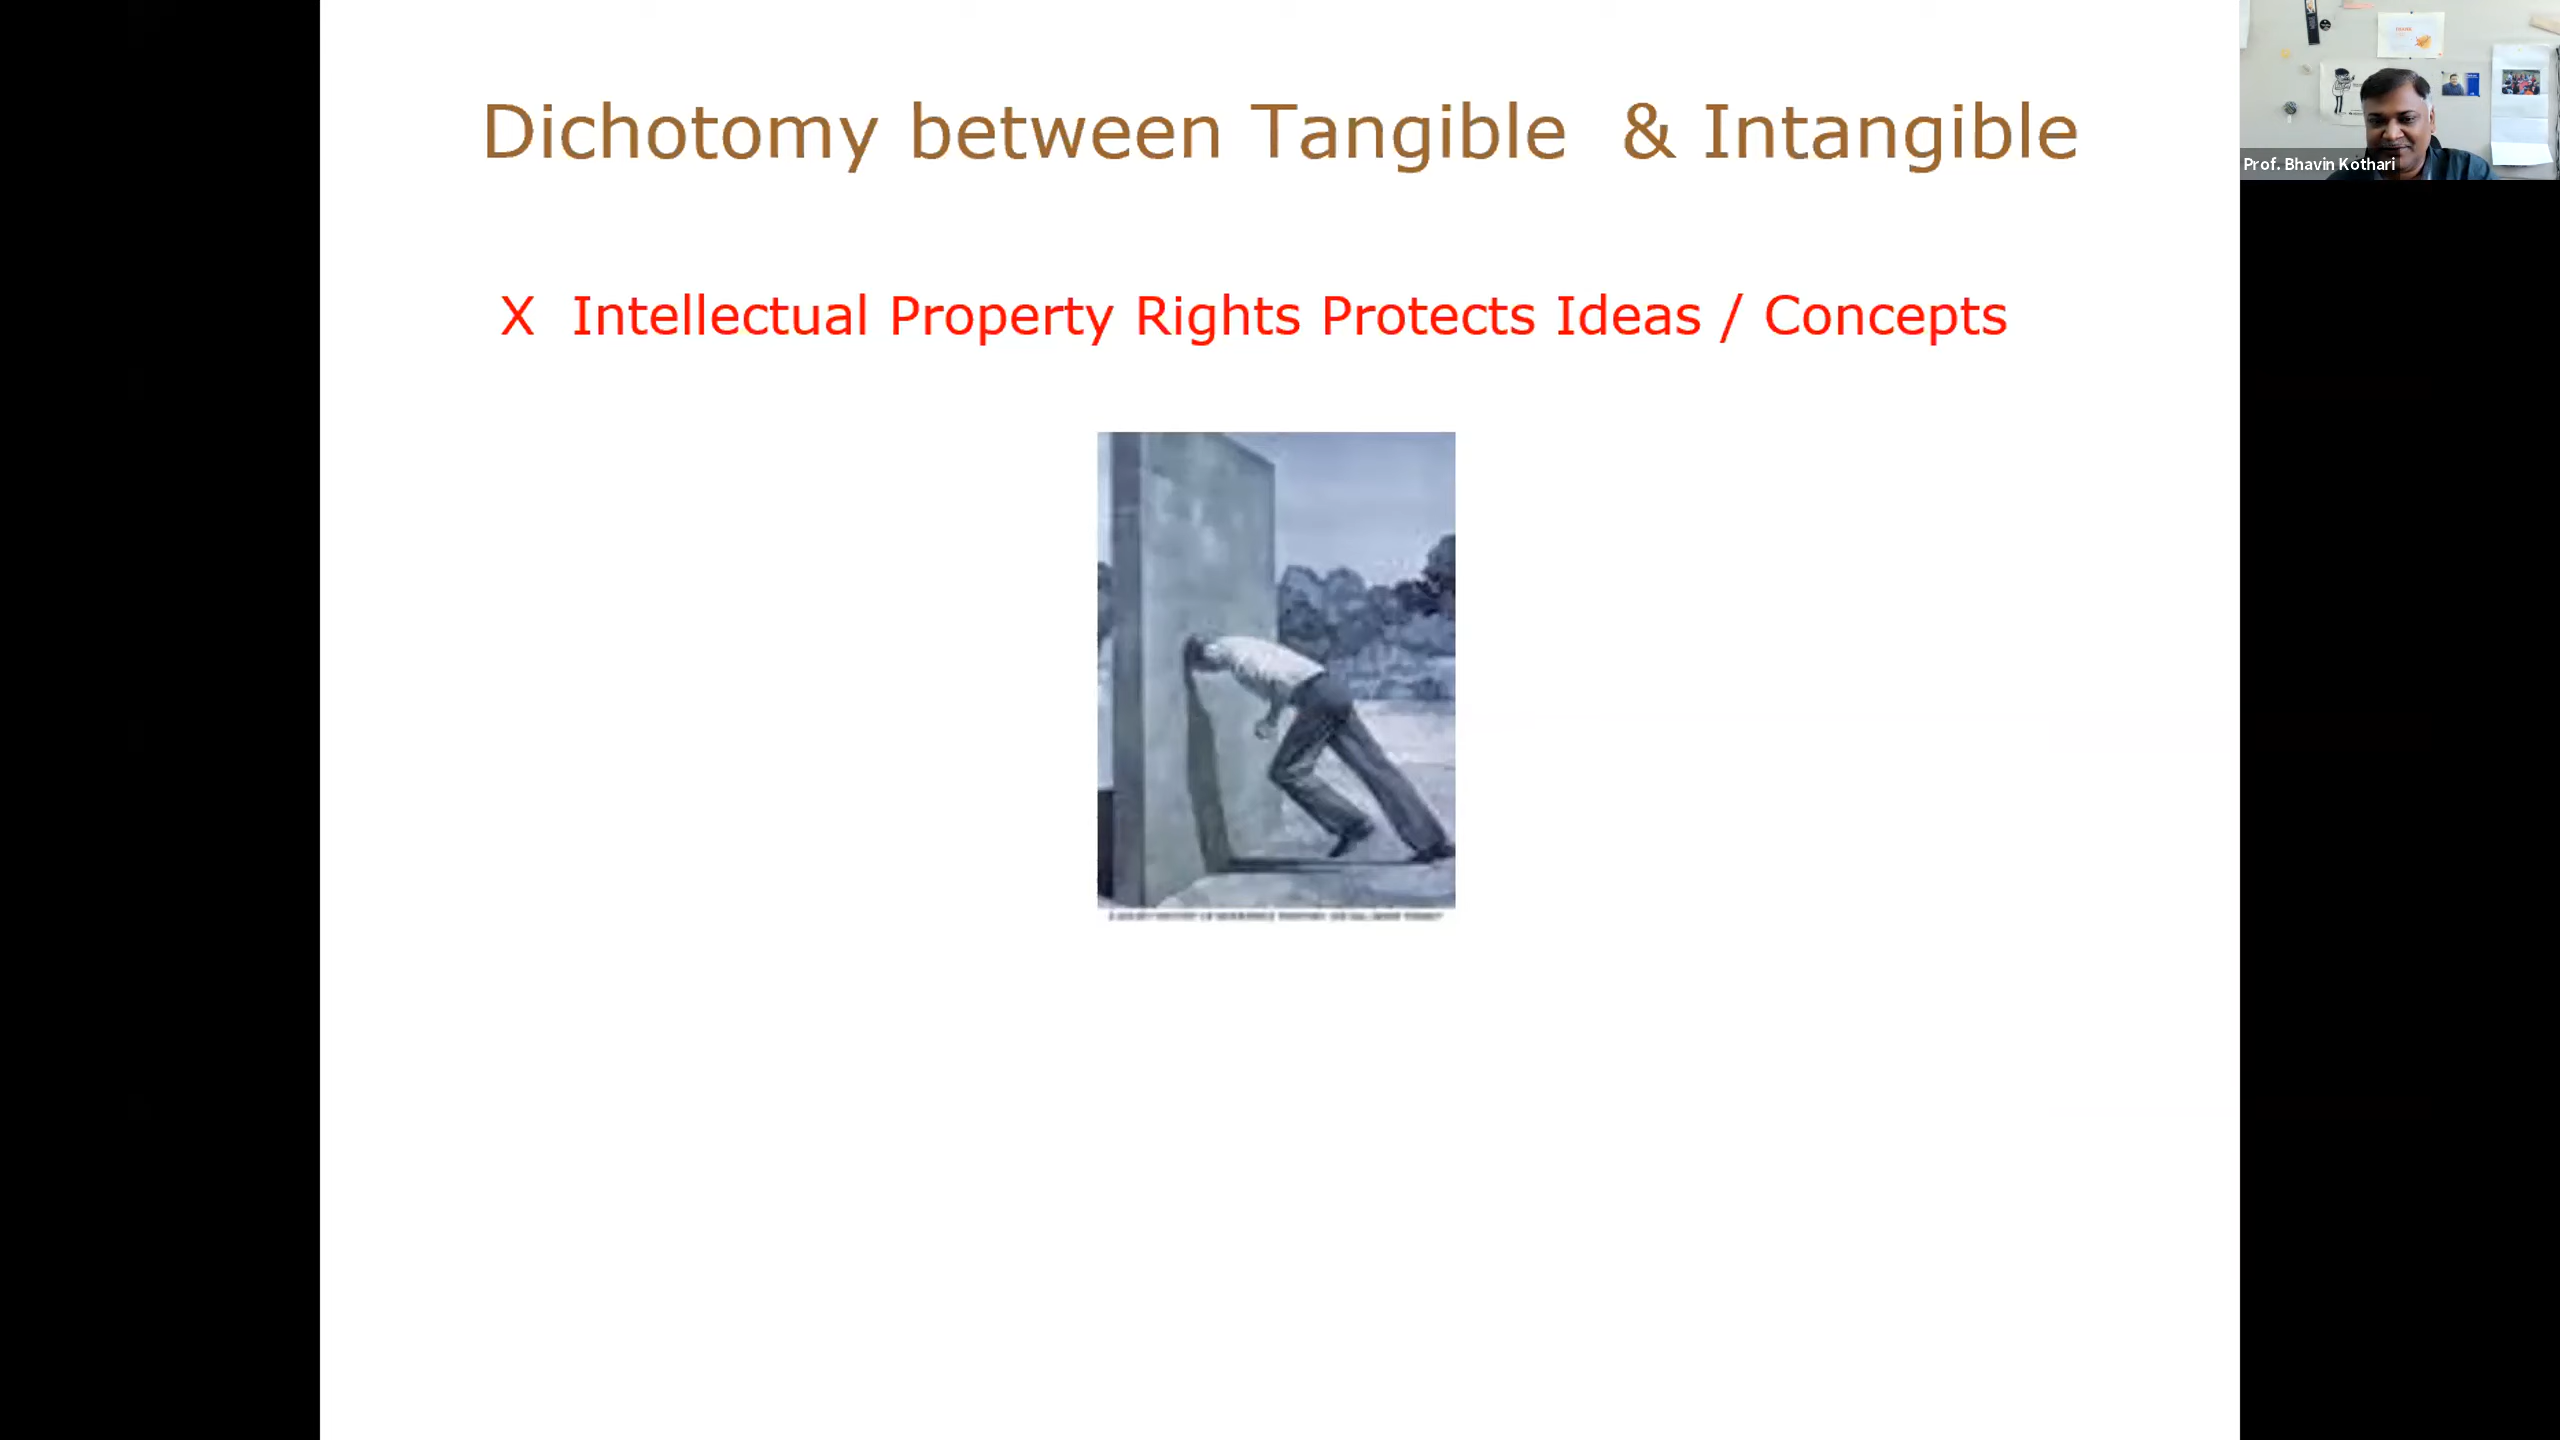 Dichotomy between Tangible & Intangible
Prof. Bhavin Kothari
X Intellectual Property Rights Protects Ideas / Concepts